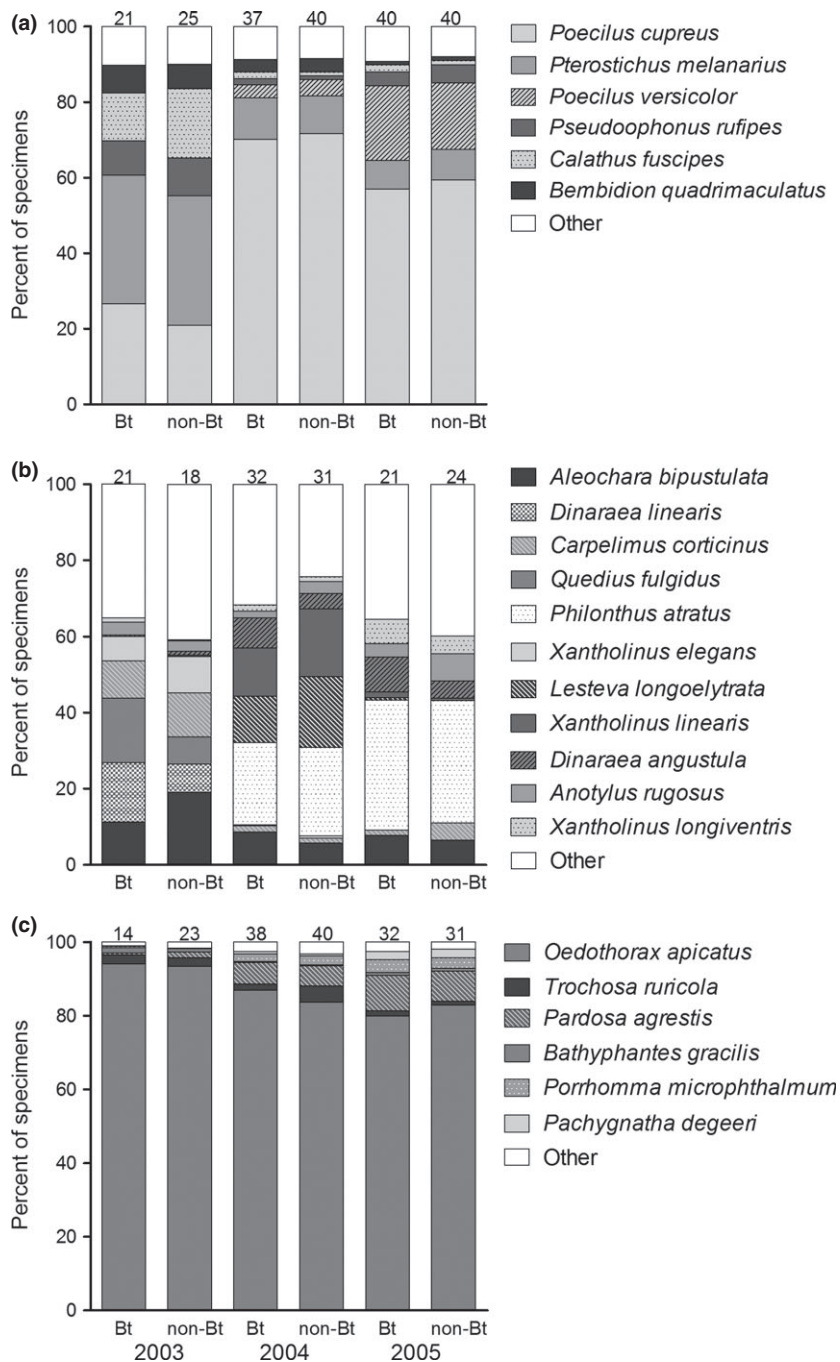 (a)
21 25 37 40 40 40
100
80
60
40
20
0
Percent of specimens
Bt non-Bt Bt non-Bt Bt non-Bt
Poecilus cupreus
Pterostichus melanarius
Poecilus versicolor
Pseudoophonus rufipes
Calathus fuscipes
Bembidion quadrimaculatus
Other
(b)
21 18 32 31 21 24
100
80
60
40
20
0
Percent of specimens
Bt non-Bt Bt non-Bt Bt non-Bt
Aleochara bipustulata
Dinaraea linearis
Carpelimus corticinus
Quedius fulgidus
Philonthus atratus
Xantholinus elegans
Lesteva longoelytrata
Xantholinus linearis
Dinaraea angustula
Anotylus rugosus
Xantholinus longiventris
Other
(c)
14 23 38 40 32 31
100
80
60
40
20
0
Percent of specimens
Bt non-Bt Bt non-Bt Bt non-Bt
2003 2004 2005
Oedothorax apicatus
Trochosa ruricola
Pardosa agrestis
Bathyphantes gracilis
Porrhomma microphthalmum
Pachygnatha degeeri
Other